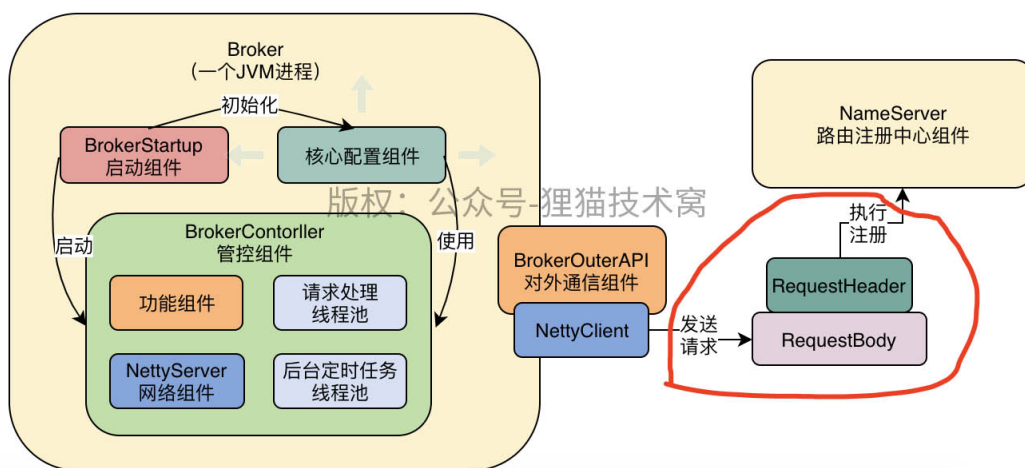 Broker
(一个JVM进程)
初始化
BrokerStartup
启动组件
核心配置组件
NameServer
路由注册中心组件
版权：公众号-狸猫技术窝
执行
注册
启动
BrokerContorller
管控组件
使用
BrokerOuterAPI
对外通信组件
RequestHeader
功能组件
请求处理
线程池
NettyClient
发送
请求
RequestBody
NettyServer
网络组件
后台定时任务
线程池